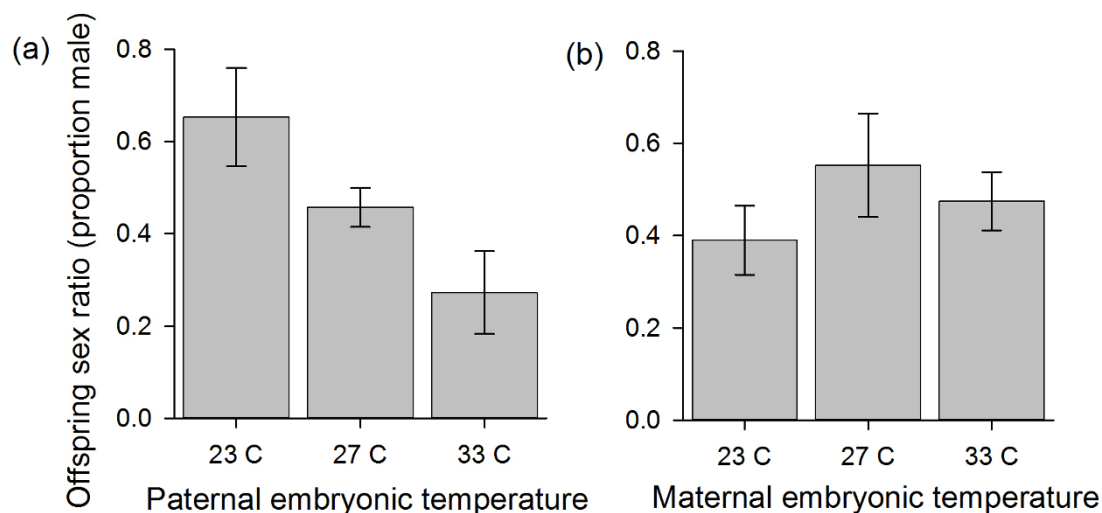 (a)
Offspring sex ratio (proportion male)
0.8
0.6
0.4
0.2
0.0
23 C 27 C 33 C
Paternal embryonic temperature
(b)
0.8
0.6
0.4
0.2
0.0
23 C 27 C 33 C
Maternal embryonic temperature